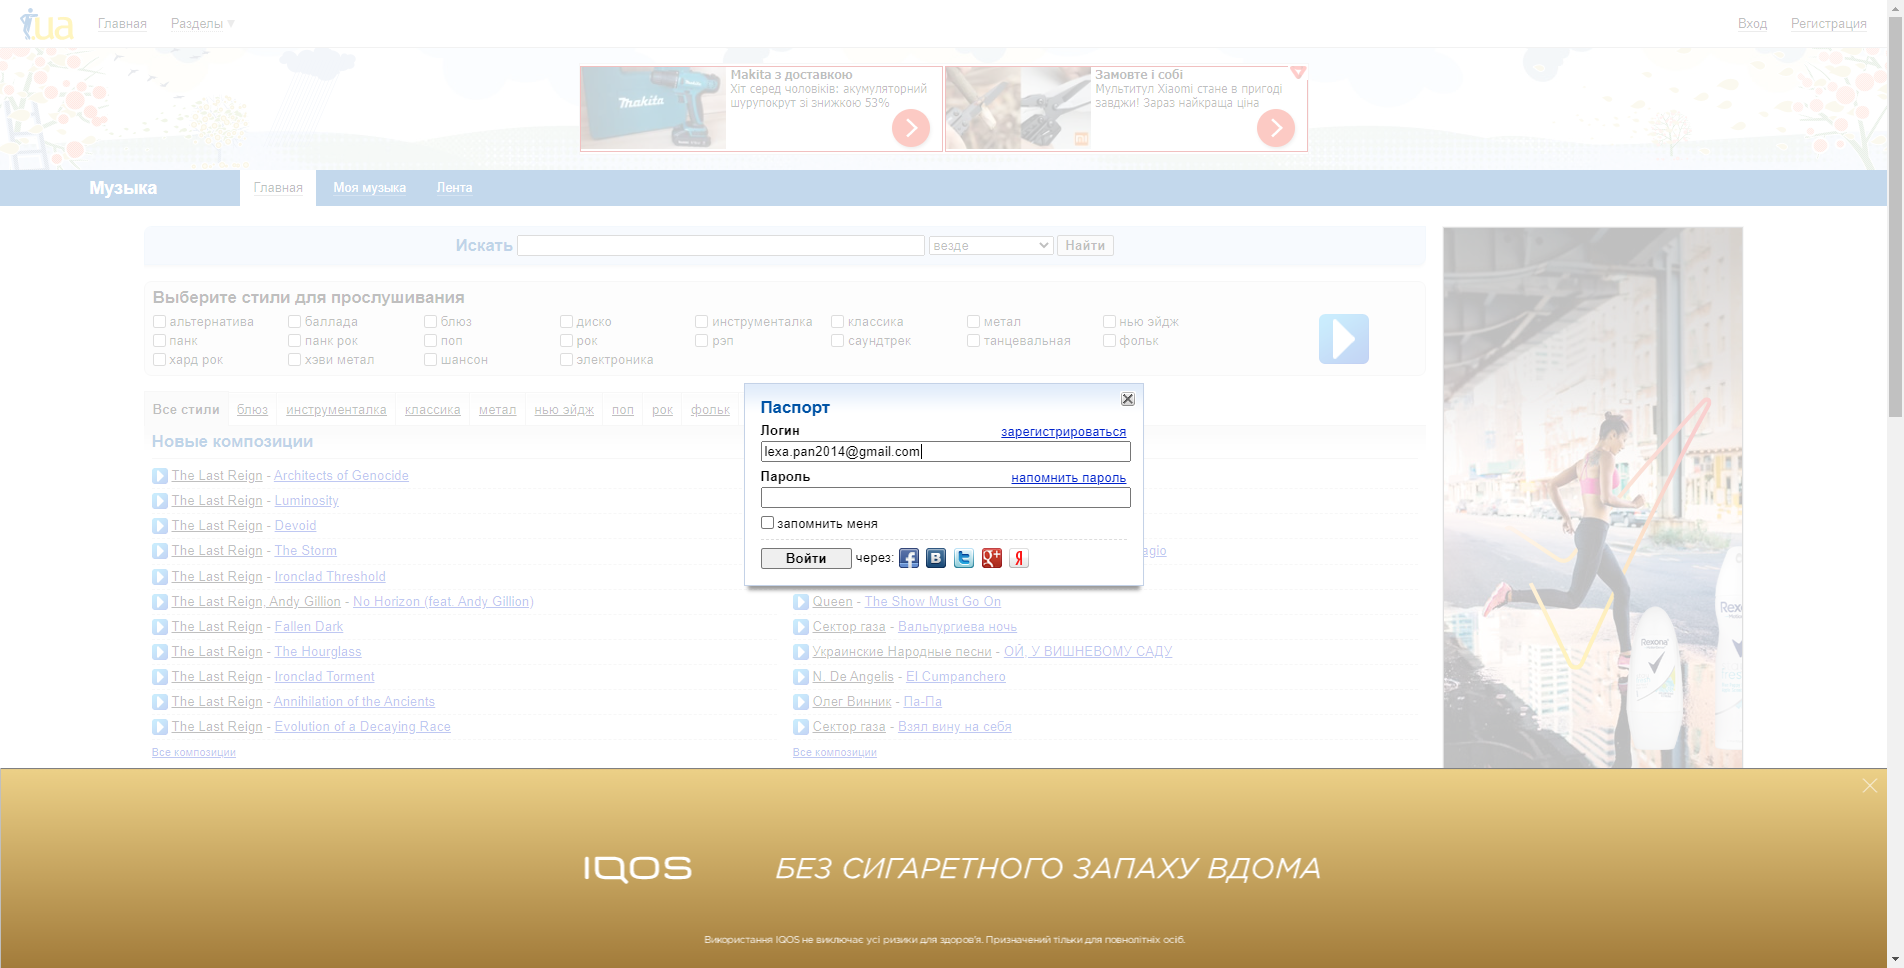 .ua Главная Разделы ▾ Вход Регистрация
Makita з доставкою
Хіт серед чоловіків: акумуляторний
шурупокрут зі знижкою 53%
makita
Замовте і собі
Мультитул Xiaomi стане в пригоді
завжди! Зараз найкраща ціна
Музыка Главная Моя музыка Лента
Искать везде Найти
Выберите стили для прослушивания
альтернатива баллада блюз диско инструменталка классика метал нью эйдж
панк панк рок поп рок рэп саундтрек танцевальная фольк
хард рок хэви метал шансон электроника
Все стили блюз инструменталка классика метал нью эйдж поп рок фольк
Паспорт
Логин зарегистрироваться
lexa.pan2014@gmail.com
Пароль напомнить пароль
запомнить меня
Войти через:
Новые композиции
The Last Reign - Architects of Genocide
The Last Reign - Luminosity
The Last Reign - Devoid
The Last Reign - The Storm
The Last Reign - Ironclad Threshold
The Last Reign, Andy Gillion - No Horizon (feat. Andy Gillion)
The Last Reign - Fallen Dark
The Last Reign - The Hourglass
The Last Reign - Ironclad Torment
The Last Reign - Annihilation of the Ancients
The Last Reign - Evolution of a Decaying Race
Все композиции
agio
Queen - The Show Must Go On
Сектор газа - Вальпургиева ночь
Украинские Народные песни - ОЙ, У ВИШНЕВОМУ САДУ
N. De Angelis - El Cumpanchero
Олег Винник - Па-Па
Сектор газа - Взял вину на себя
Все композиции
Rexona
IQOS БЕЗ СИГАРЕТНОГО ЗАПАХУ ВДОМА
Використання IQOS не виключає усі ризики для здоров'я. Призначений тільки для повнолітніх осіб.